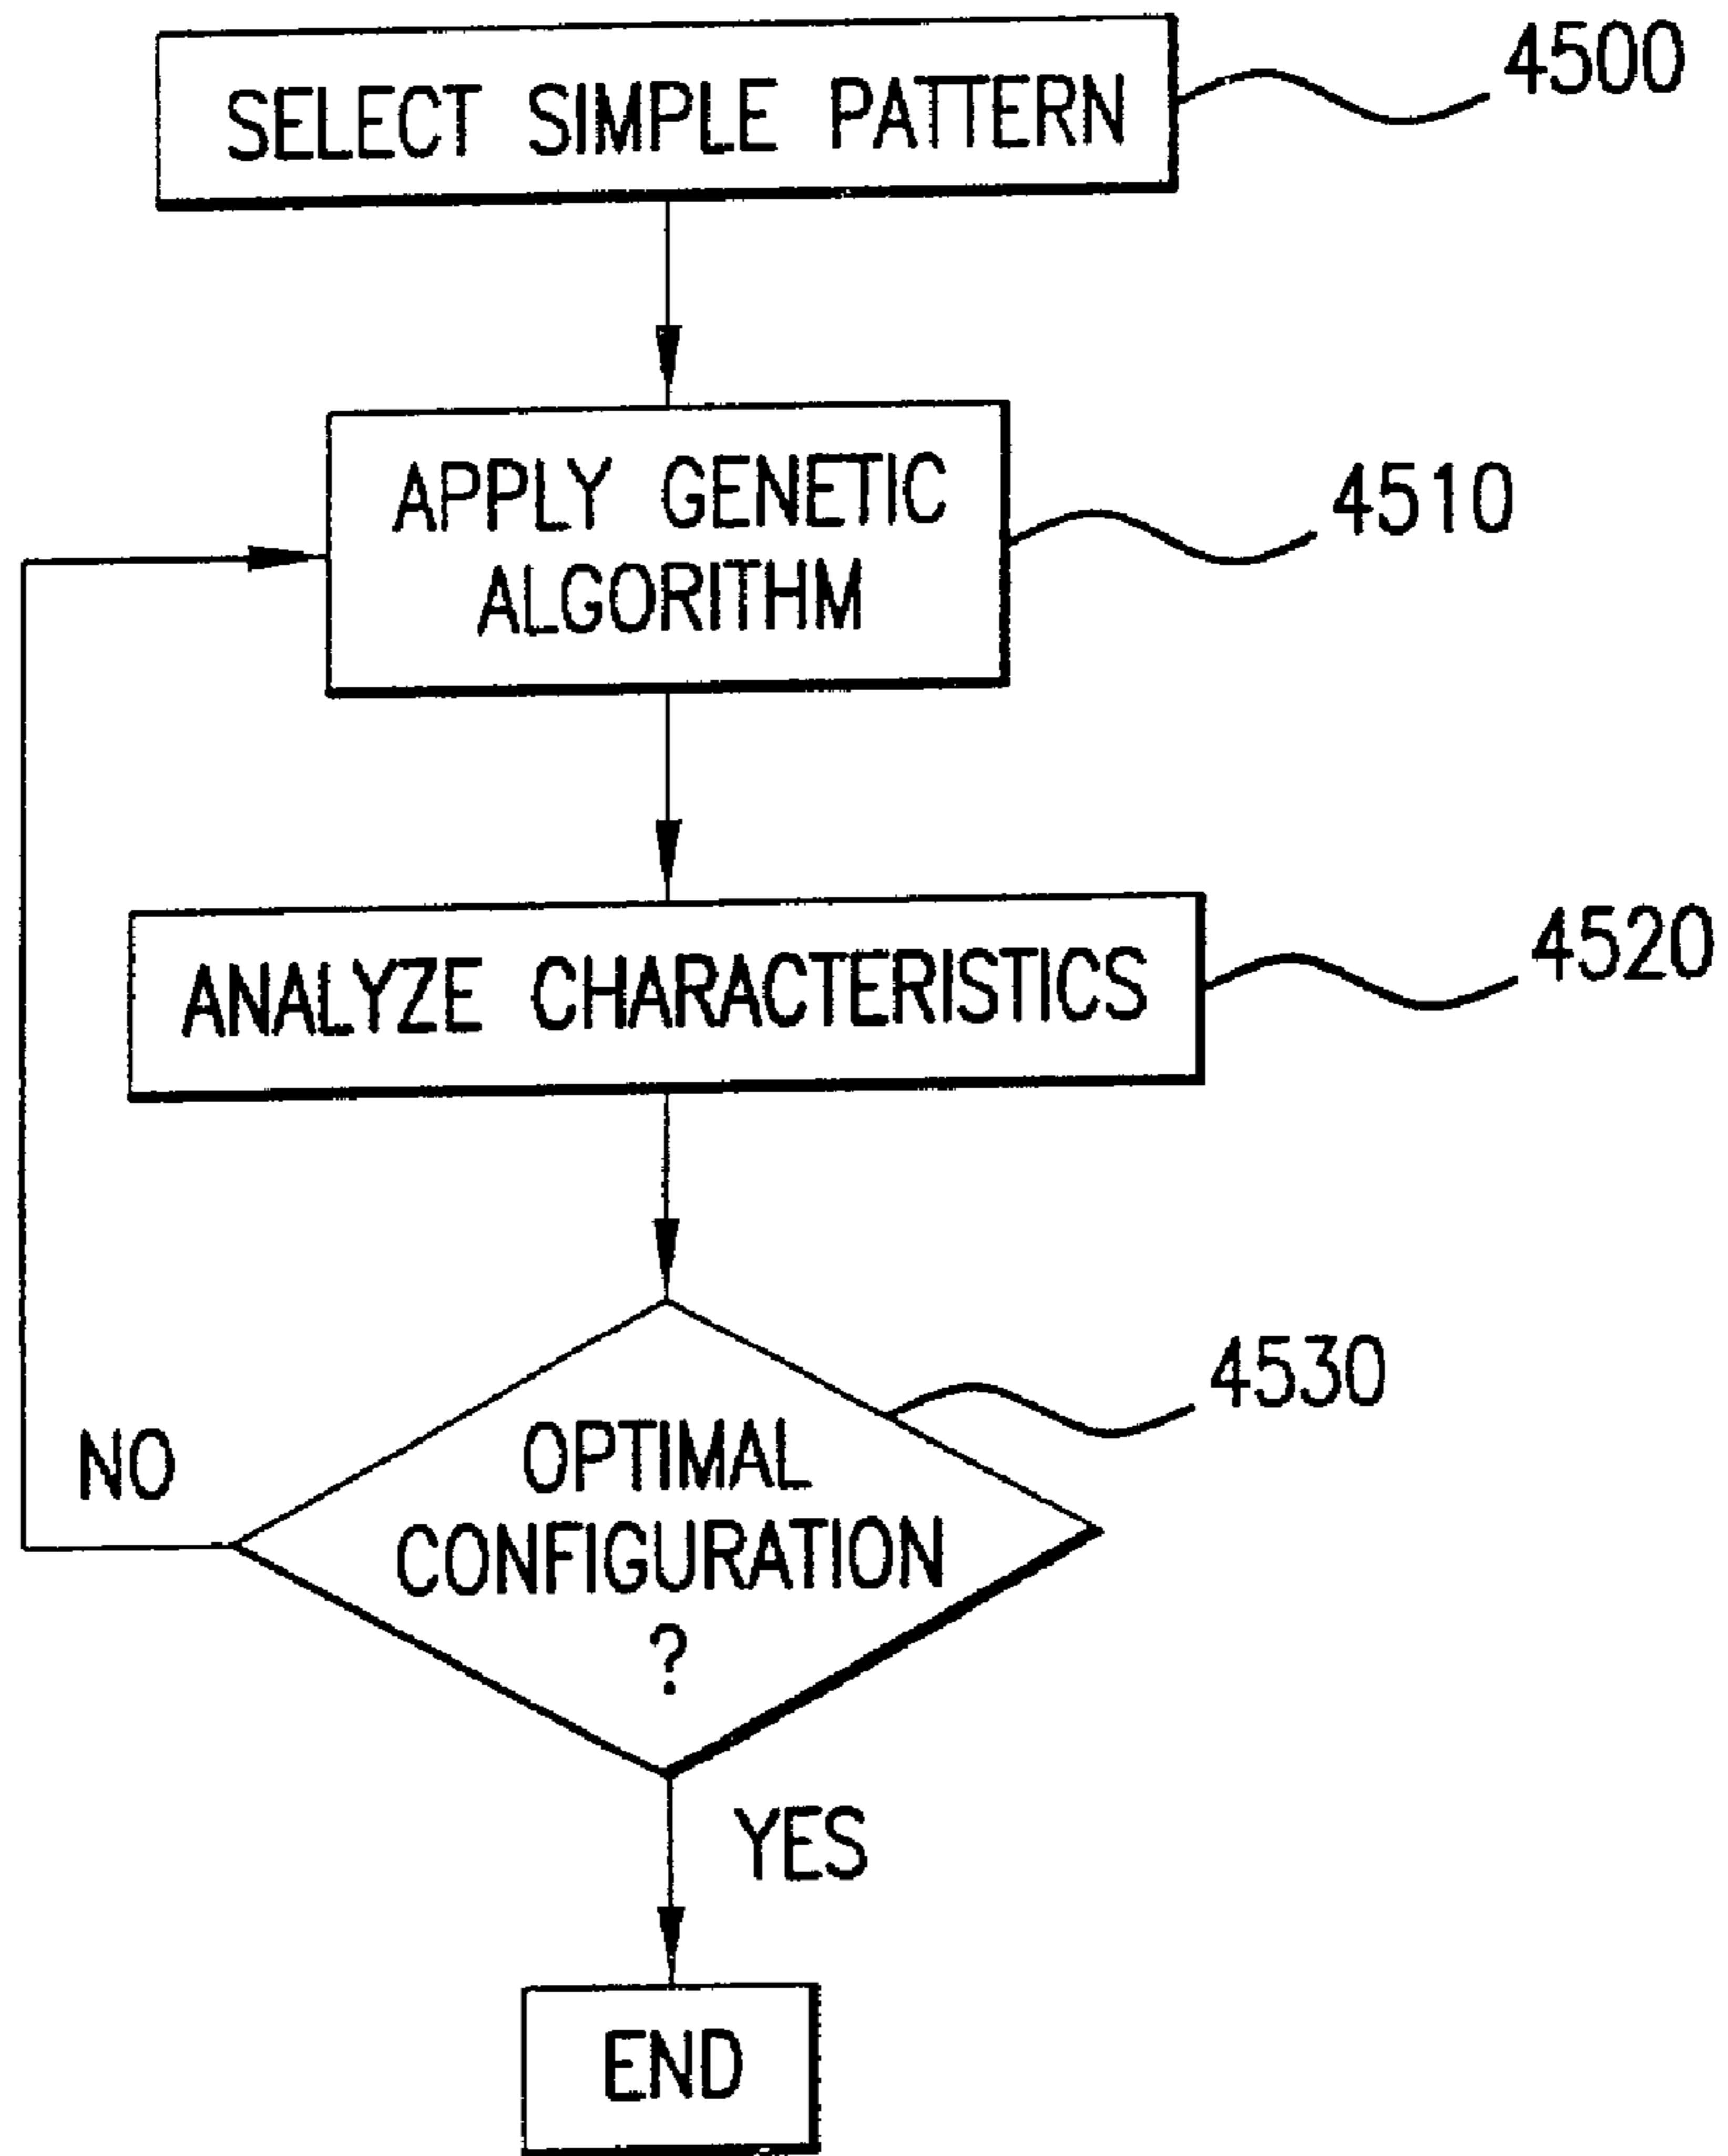 SELECT SIMPLE PATTERN
4500
APPLY GENETIC
ALGORITHM
4510
ANALYZE CHARACTERISTICS
4520
4530
OPTIMAL
CONFIGURATION
?
NO
YES
END